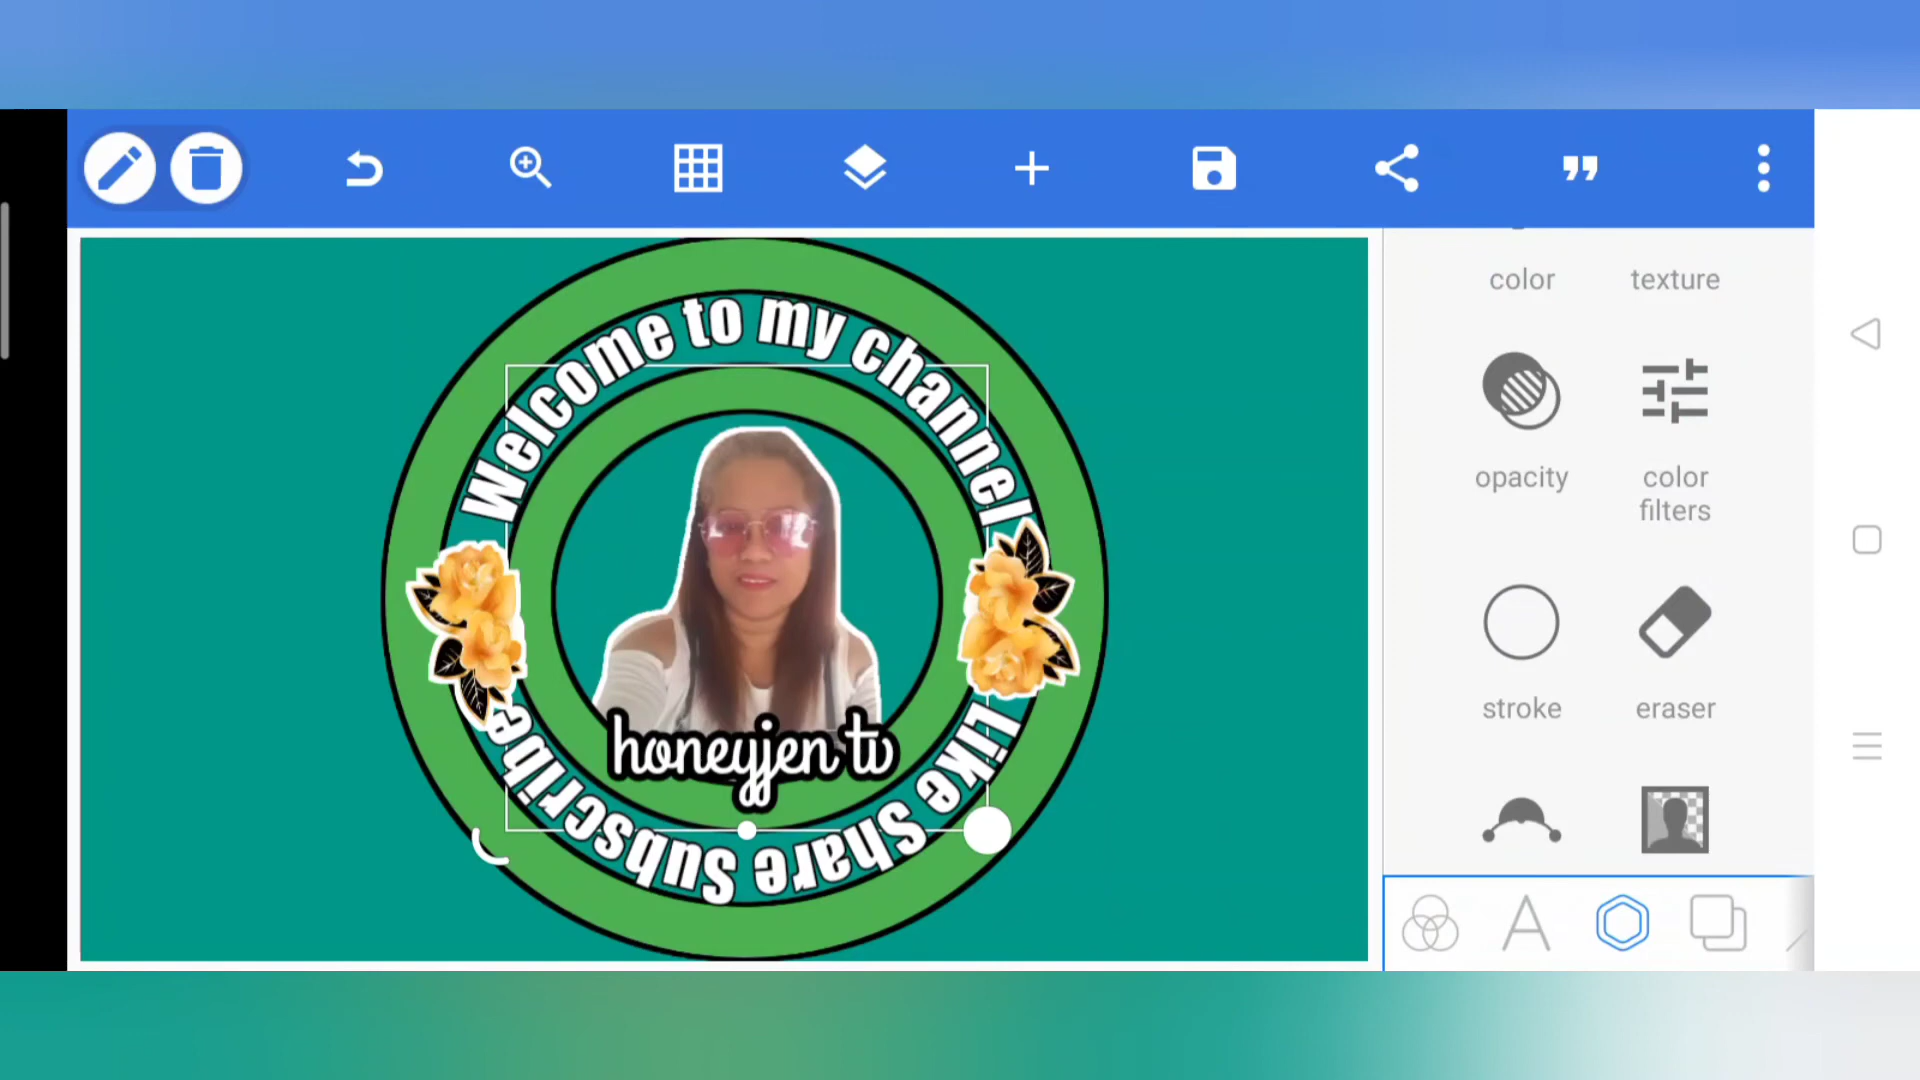 color texture
opacity color filters
stroke eraser
Welcome to my channel
Like Share Subscribe
honeyjen tv